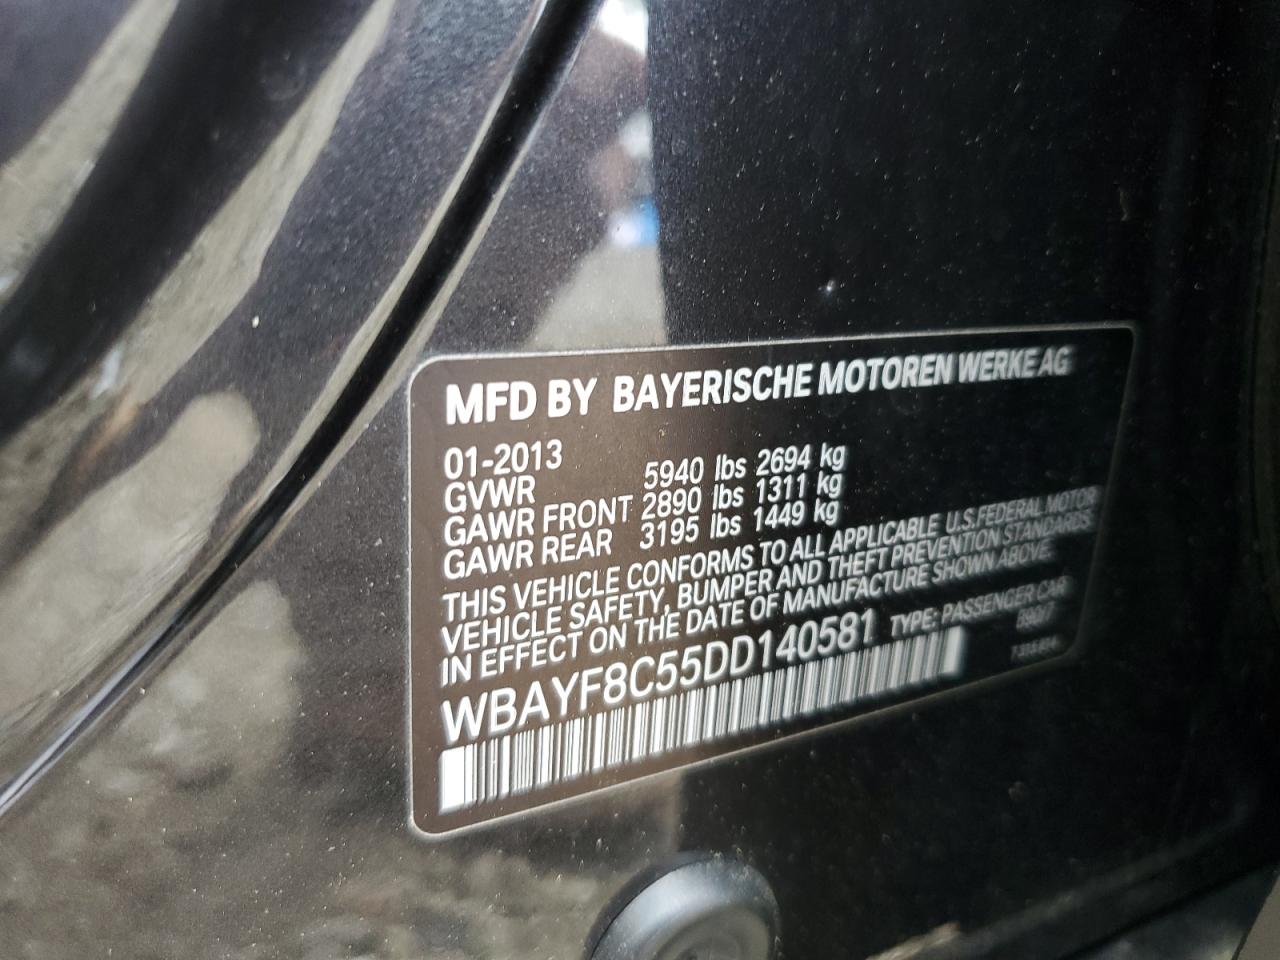 MFD BY BAYERISCHE MOTOREN WERKE AG
01-2013
GVWR 5940 lbs 2694 kg
GAWR FRONT 2890 lbs 1311 kg
GAWR REAR 3195 lbs 1449 kg
THIS VEHICLE CONFORMS TO ALL APPLICABLE U.S. FEDERAL MOTOR
VEHICLE SAFETY, BUMPER AND THEFT PREVENTION STANDARDS
IN EFFECT ON THE DATE OF MANUFACTURE SHOWN ABOVE.
WBAYF8C55DD140581 TYPE: PASSENGER CAR